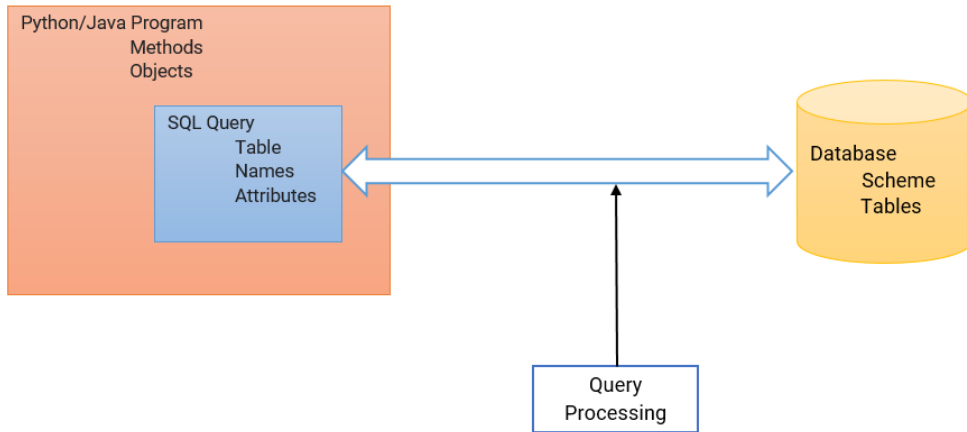 Python/Java Program
Methods
Objects
SQL Query
Table
Names
Attributes
Database
Scheme
Tables
Query
Processing